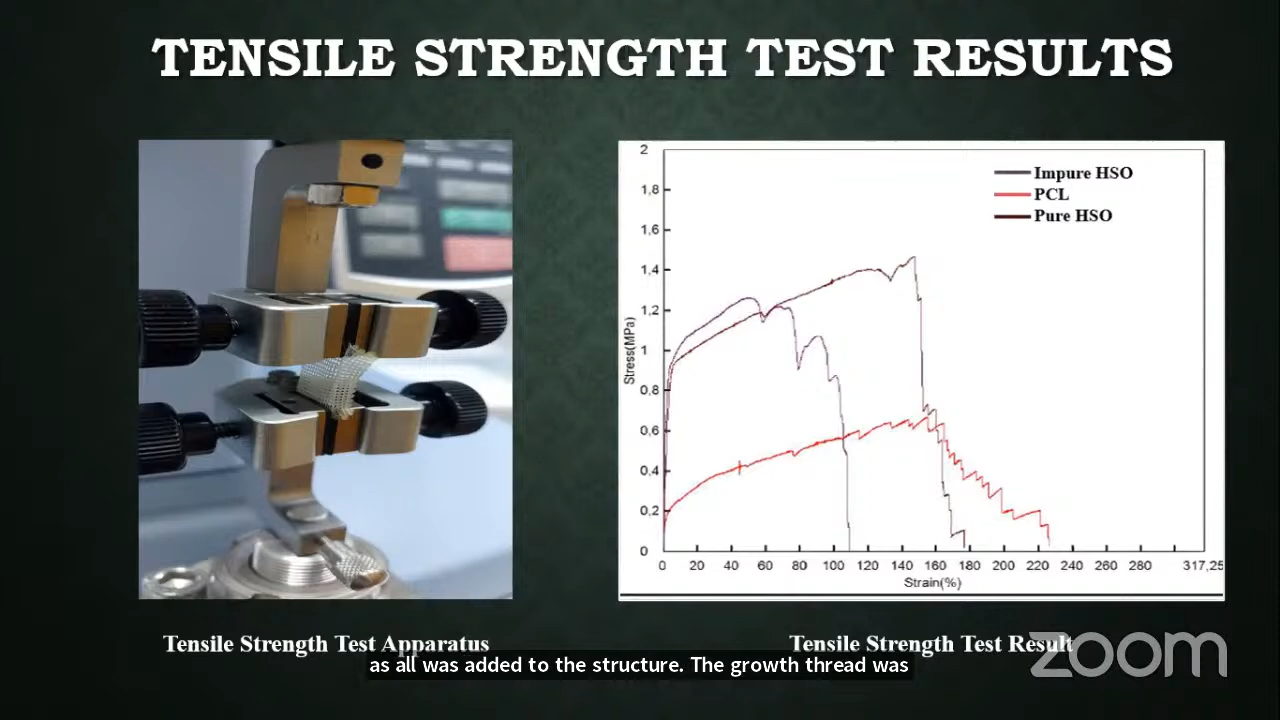 TENSILE STRENGTH TEST RESULTS
2
1,8
1,6
1,4
1,2
1
0,8
0,6
0,4
0,2
0
Stress(MPa)
Impure HSO
PCL
Pure HSO
0 20 40 60 80 100 120 140 160 180 200 220 240 260 280 317,25
Strain(%)
Tensile Strength Test Apparatus
Tensile Strength Test Result
as all was added to the structure. The growth thread was
zoom